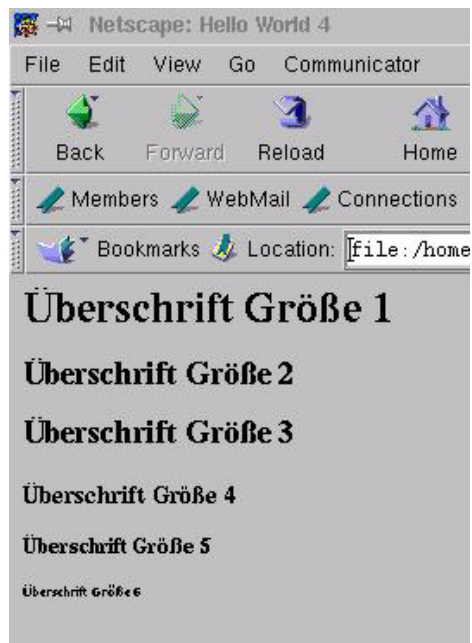 Netscape: Hello World 4
File Edit View Go Communicator
Back Forward Reload Home
Members WebMail Connections
Bookmarks Location: file:/home
Überschrift Größe 1
Überschrift Größe 2
Überschrift Größe 3
Überschrift Größe 4
Überschrift Größe 5
Überschrift Größe 6